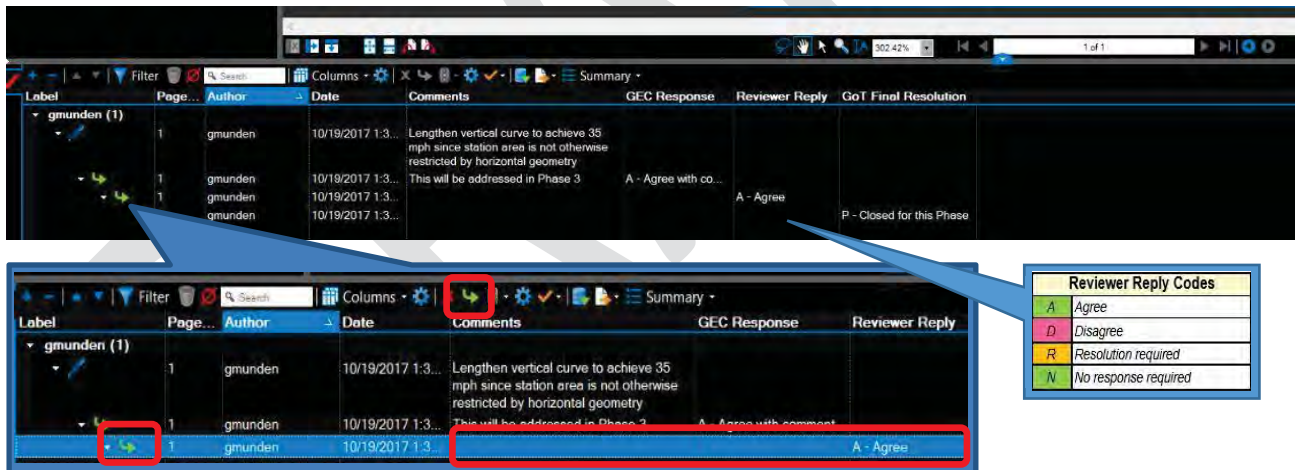 302.42% 1 of 1
Filter Search Columns Summary
Label Page... Author Date Comments GEC Response Reviewer Reply GoT Final Resolution
gmunden (1)
1 gmunden 10/19/2017 1:3... Lengthen vertical curve to achieve 35
mph since station area is not otherwise
restricted by horizontal geometry
1 gmunden 10/19/2017 1:3... This will be addressed in Phase 3 A - Agree with co...
1 gmunden 10/19/2017 1:3... A - Agree
gmunden 10/19/2017 1:3... P - Closed for this Phase
Filter Search Columns Summary
Label Page... Author Date Comments GEC Response Reviewer Reply
gmunden (1)
1 gmunden 10/19/2017 1:3... Lengthen vertical curve to achieve 35
mph since station area is not otherwise
restricted by horizontal geometry
1 gmunden 10/19/2017 1:3... This will be addressed in Phase 3 A - Agree with comment
1 gmunden 10/19/2017 1:3... A - Agree
Reviewer Reply Codes
A Agree
D Disagree
R Resolution required
N No response required